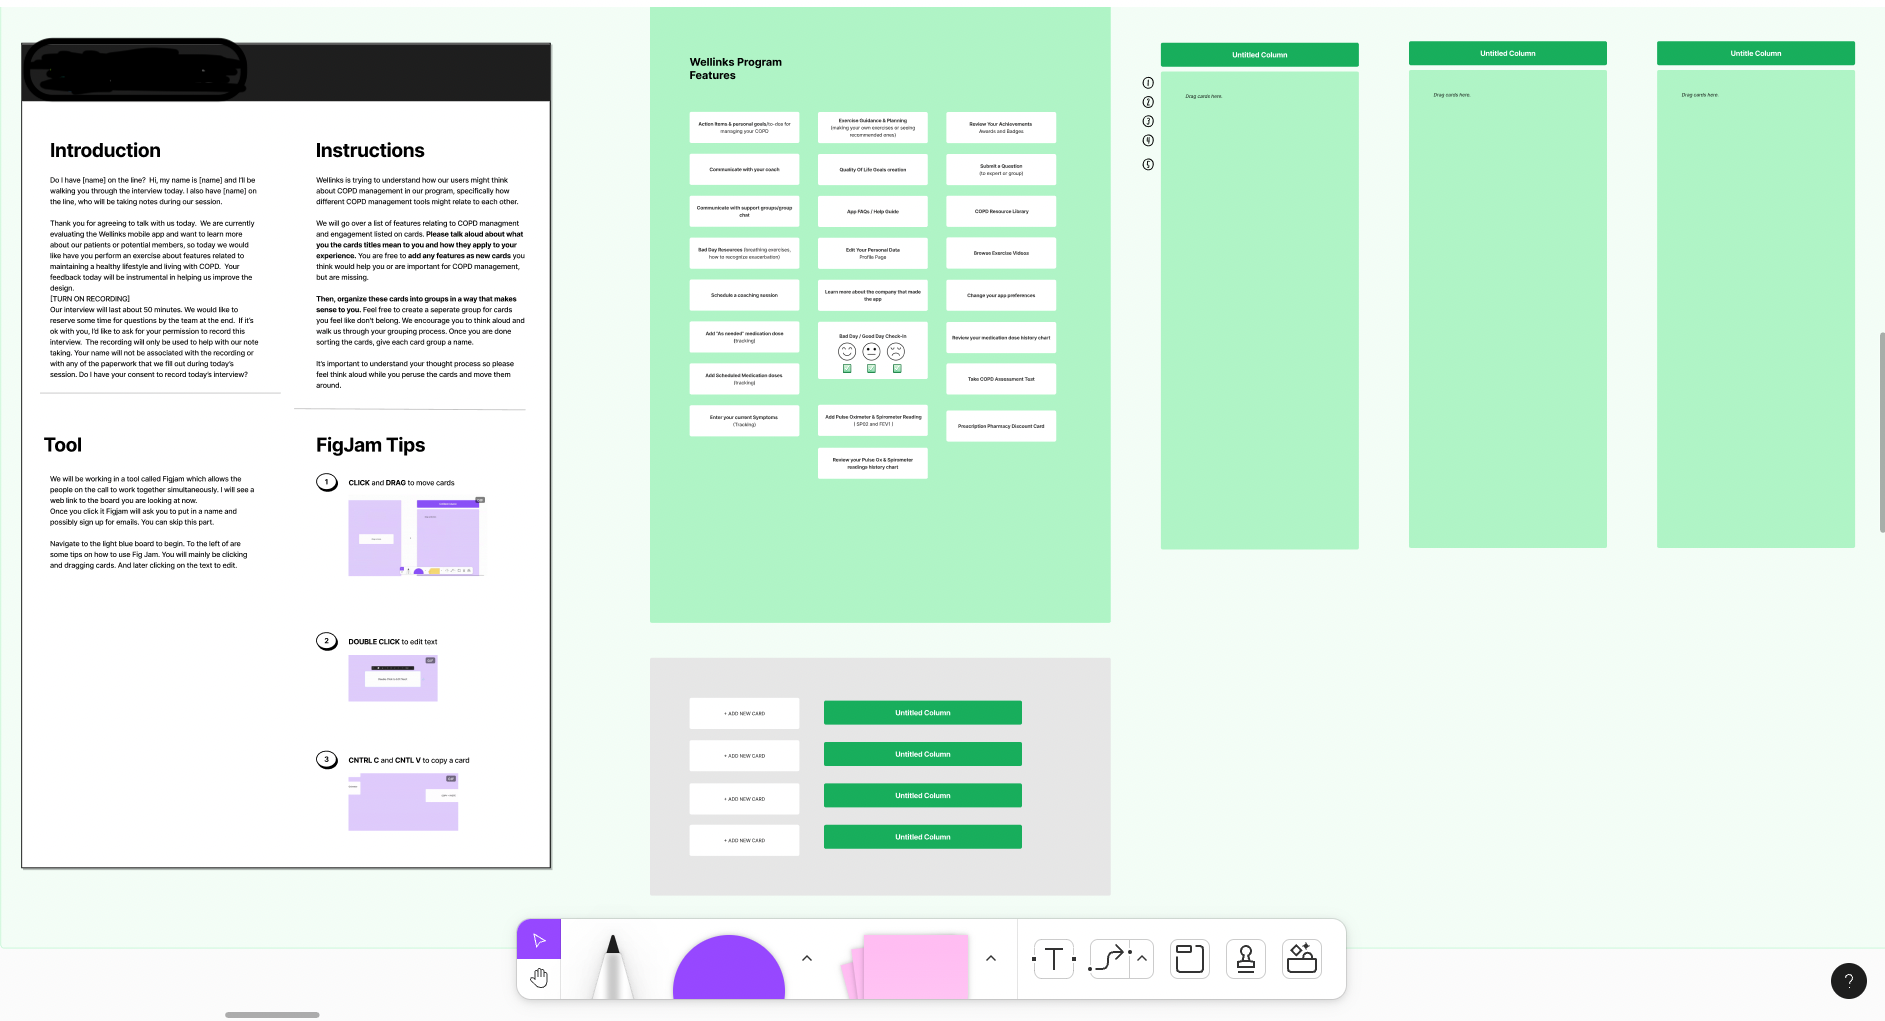 Introduction
Do I have [name] on the line?  Hi, my name is [name] and I'll be
walking you through the interview today. I also have [name] on
the line, who will be taking notes during our session.
Thank you for agreeing to talk with us today.  We are currently
evaluating the Wellinks mobile app and want to learn more
about our patients or potential members, so today we would
like have you perform an exercise about features related to
maintaining a healthy lifestyle and living with COPD.  Your
feedback today will be instrumental in helping us improve the
design.
[TURN ON RECORDING]
Our interview will last about 50 minutes. We would like to
reserve some time for questions by the team at the end.  If it's
ok with you, I'd like to ask for your permission to record this
interview.  The recording will only be used to help with our note
taking. Your name will not be associated with the recording or
with any of the paperwork that we fill out during today's
session. Do I have your consent to record today's interview?
Instructions
Wellinks is trying to understand how our users might think
about COPD management in our program, specifically how
different COPD management tools might relate to each other.
We will go over a list of features relating to COPD managment
and engagement listed on cards. Please talk aloud about what
you the cards titles mean to you and how they apply to your
experience. You are free to add any features as new cards you
think would help you or are important for COPD management,
but are missing.
Then, organize these cards into groups in a way that makes
sense to you. Feel free to create a seperate group for cards
you feel like don't belong. We encourage you to think aloud and
walk us through your grouping process. Once you are done
sorting the cards, give each card group a name.
It's important to understand your thought process so please
feel think aloud while you peruse the cards and move them
around.
Tool
We will be working in a tool called Figjam which allows the
people on the call to work together simultaneously. I will see a
web link to the board you are looking at now.
Once you click it Figjam will ask you to put in a name and
possibly sign up for emails. You can skip this part.
Navigate to the light blue board to begin. To the left of are
some tips on how to use Fig Jam. You will mainly be clicking
and dragging cards. And later clicking on the text to edit.
FigJam Tips
1
CLICK and DRAG to move cards
2
DOUBLE CLICK to edit text
3
CNTRL C and CNTL V to copy a card
Wellinks Program
Features
Action Items & personal goals/to-dos for
managing your COPD
Communicate with your coach
Communicate with support groups/group
chat
Bad Day Resources (breathing exercises,
how to recognize exacerbation)
Schedule a coaching session
Add "As needed" medication dose
(tracking)
Add Scheduled Medication doses
(tracking)
Enter your current Symptoms
(Tracking)
Exercise Guidance & Planning
(making your own exercises or seeing
recommended ones)
Quality Of Life Goals creation
App FAQs / Help Guide
Edit Your Personal Data
Profile Page
Learn more about the company that made
the app
Bad Day / Good Day Check-in
Add Pulse Oximeter & Spirometer Reading
( SPO2 and FEV1 )
Review your Pulse Ox & Spirometer
readings history chart
Review Your Achievements
Awards and Badges
Submit a Question
(to expert or group)
COPD Resource Library
Browse Exercise Videos
Change your app preferences
Review your medication dose history chart
Take COPD Assessment Test
Prescription Pharmacy Discount Card
+ ADD NEW CARD
+ ADD NEW CARD
+ ADD NEW CARD
+ ADD NEW CARD
Untitled Column
Untitled Column
Untitled Column
Untitled Column
1
2
3
4
5
Untitled Column
Drag cards here.
Untitled Column
Drag cards here.
Untitle Column
Drag cards here.
T
?